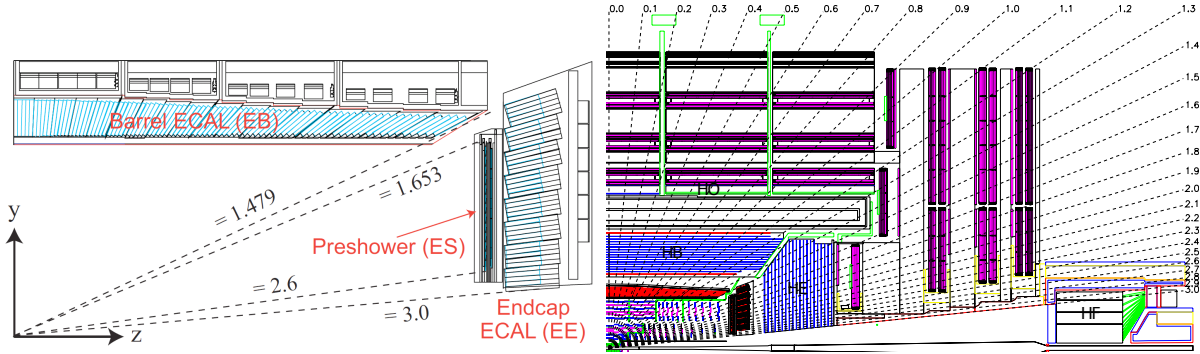 Barrel ECAL (EB)
= 1.479
= 1.653
y
Preshower (ES)
= 2.6
= 3.0
z
Endcap
ECAL (EE)
0.0 0.1 0.2 0.3 0.4 0.5 0.6 0.7 0.8 0.9 1.0 1.1 1.2 1.3
1.4
1.5
1.6
1.7
1.8
1.9
2.0
2.1
2.2
2.3
2.4
2.5
2.6
2.7
2.8
2.9
3.0
HO
HB
HE
HF